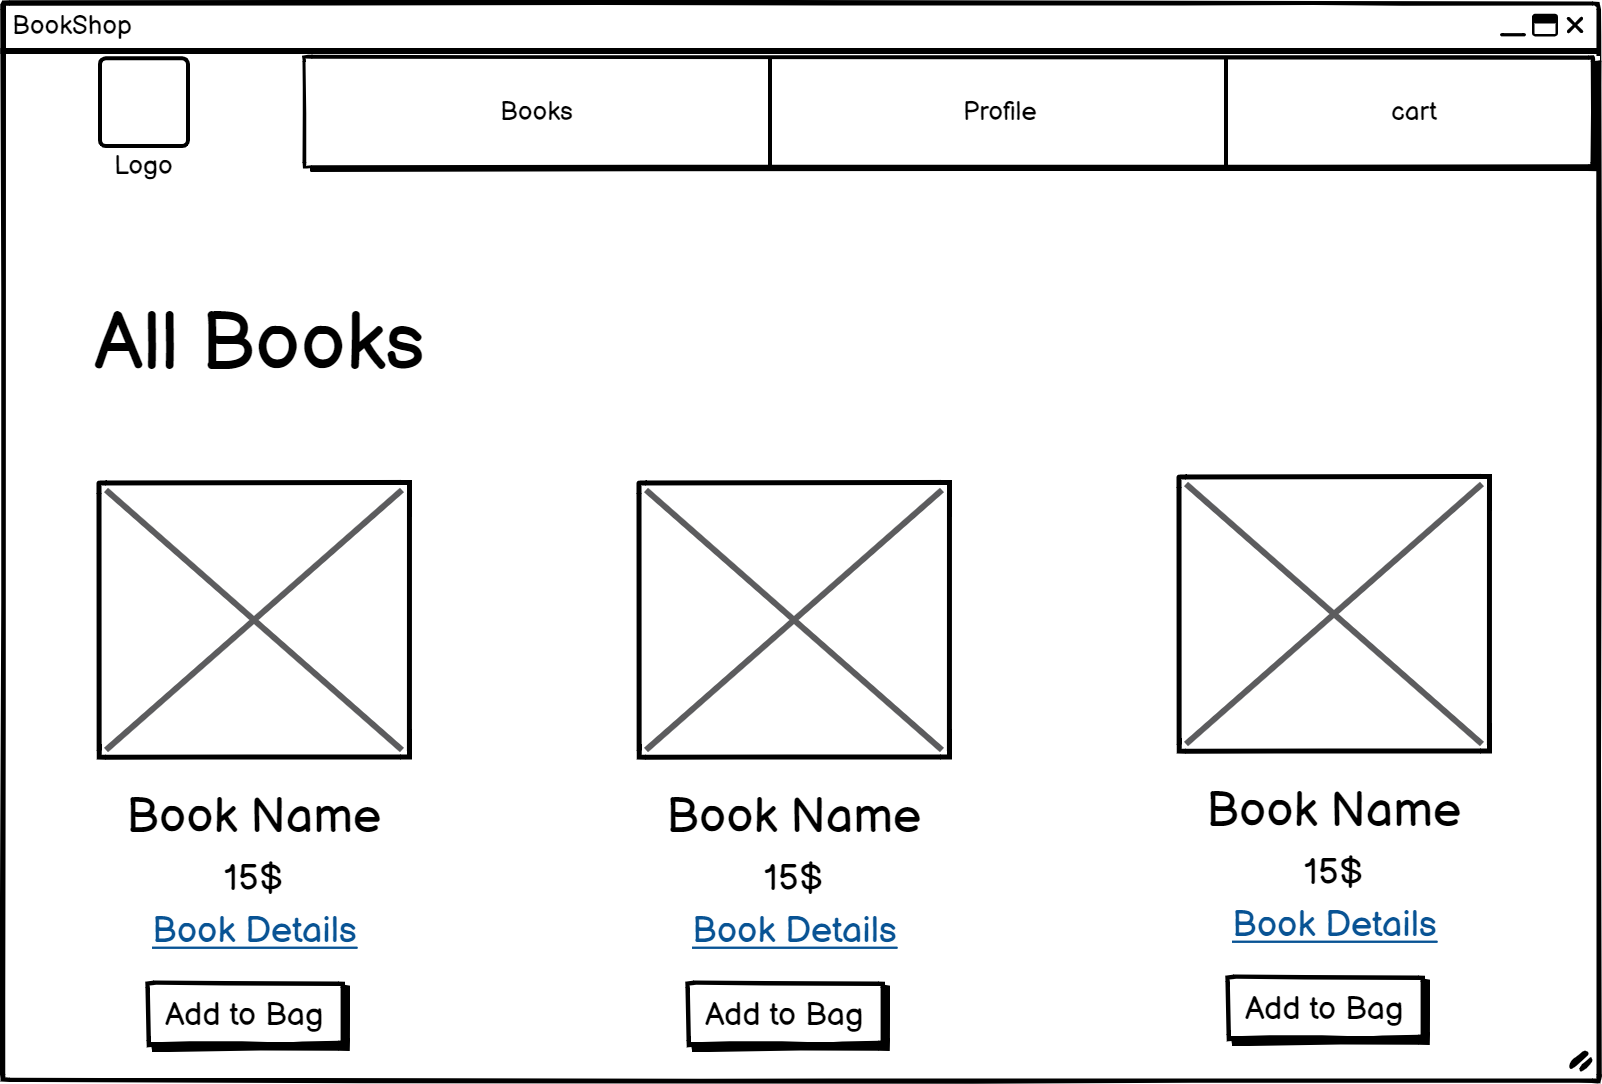 BookShop
Books Profile cart
Logo
All Books
Book Name Book Name Book Name
15$ 15$ 15$
Book Details Book Details Book Details
Add to Bag Add to Bag Add to Bag